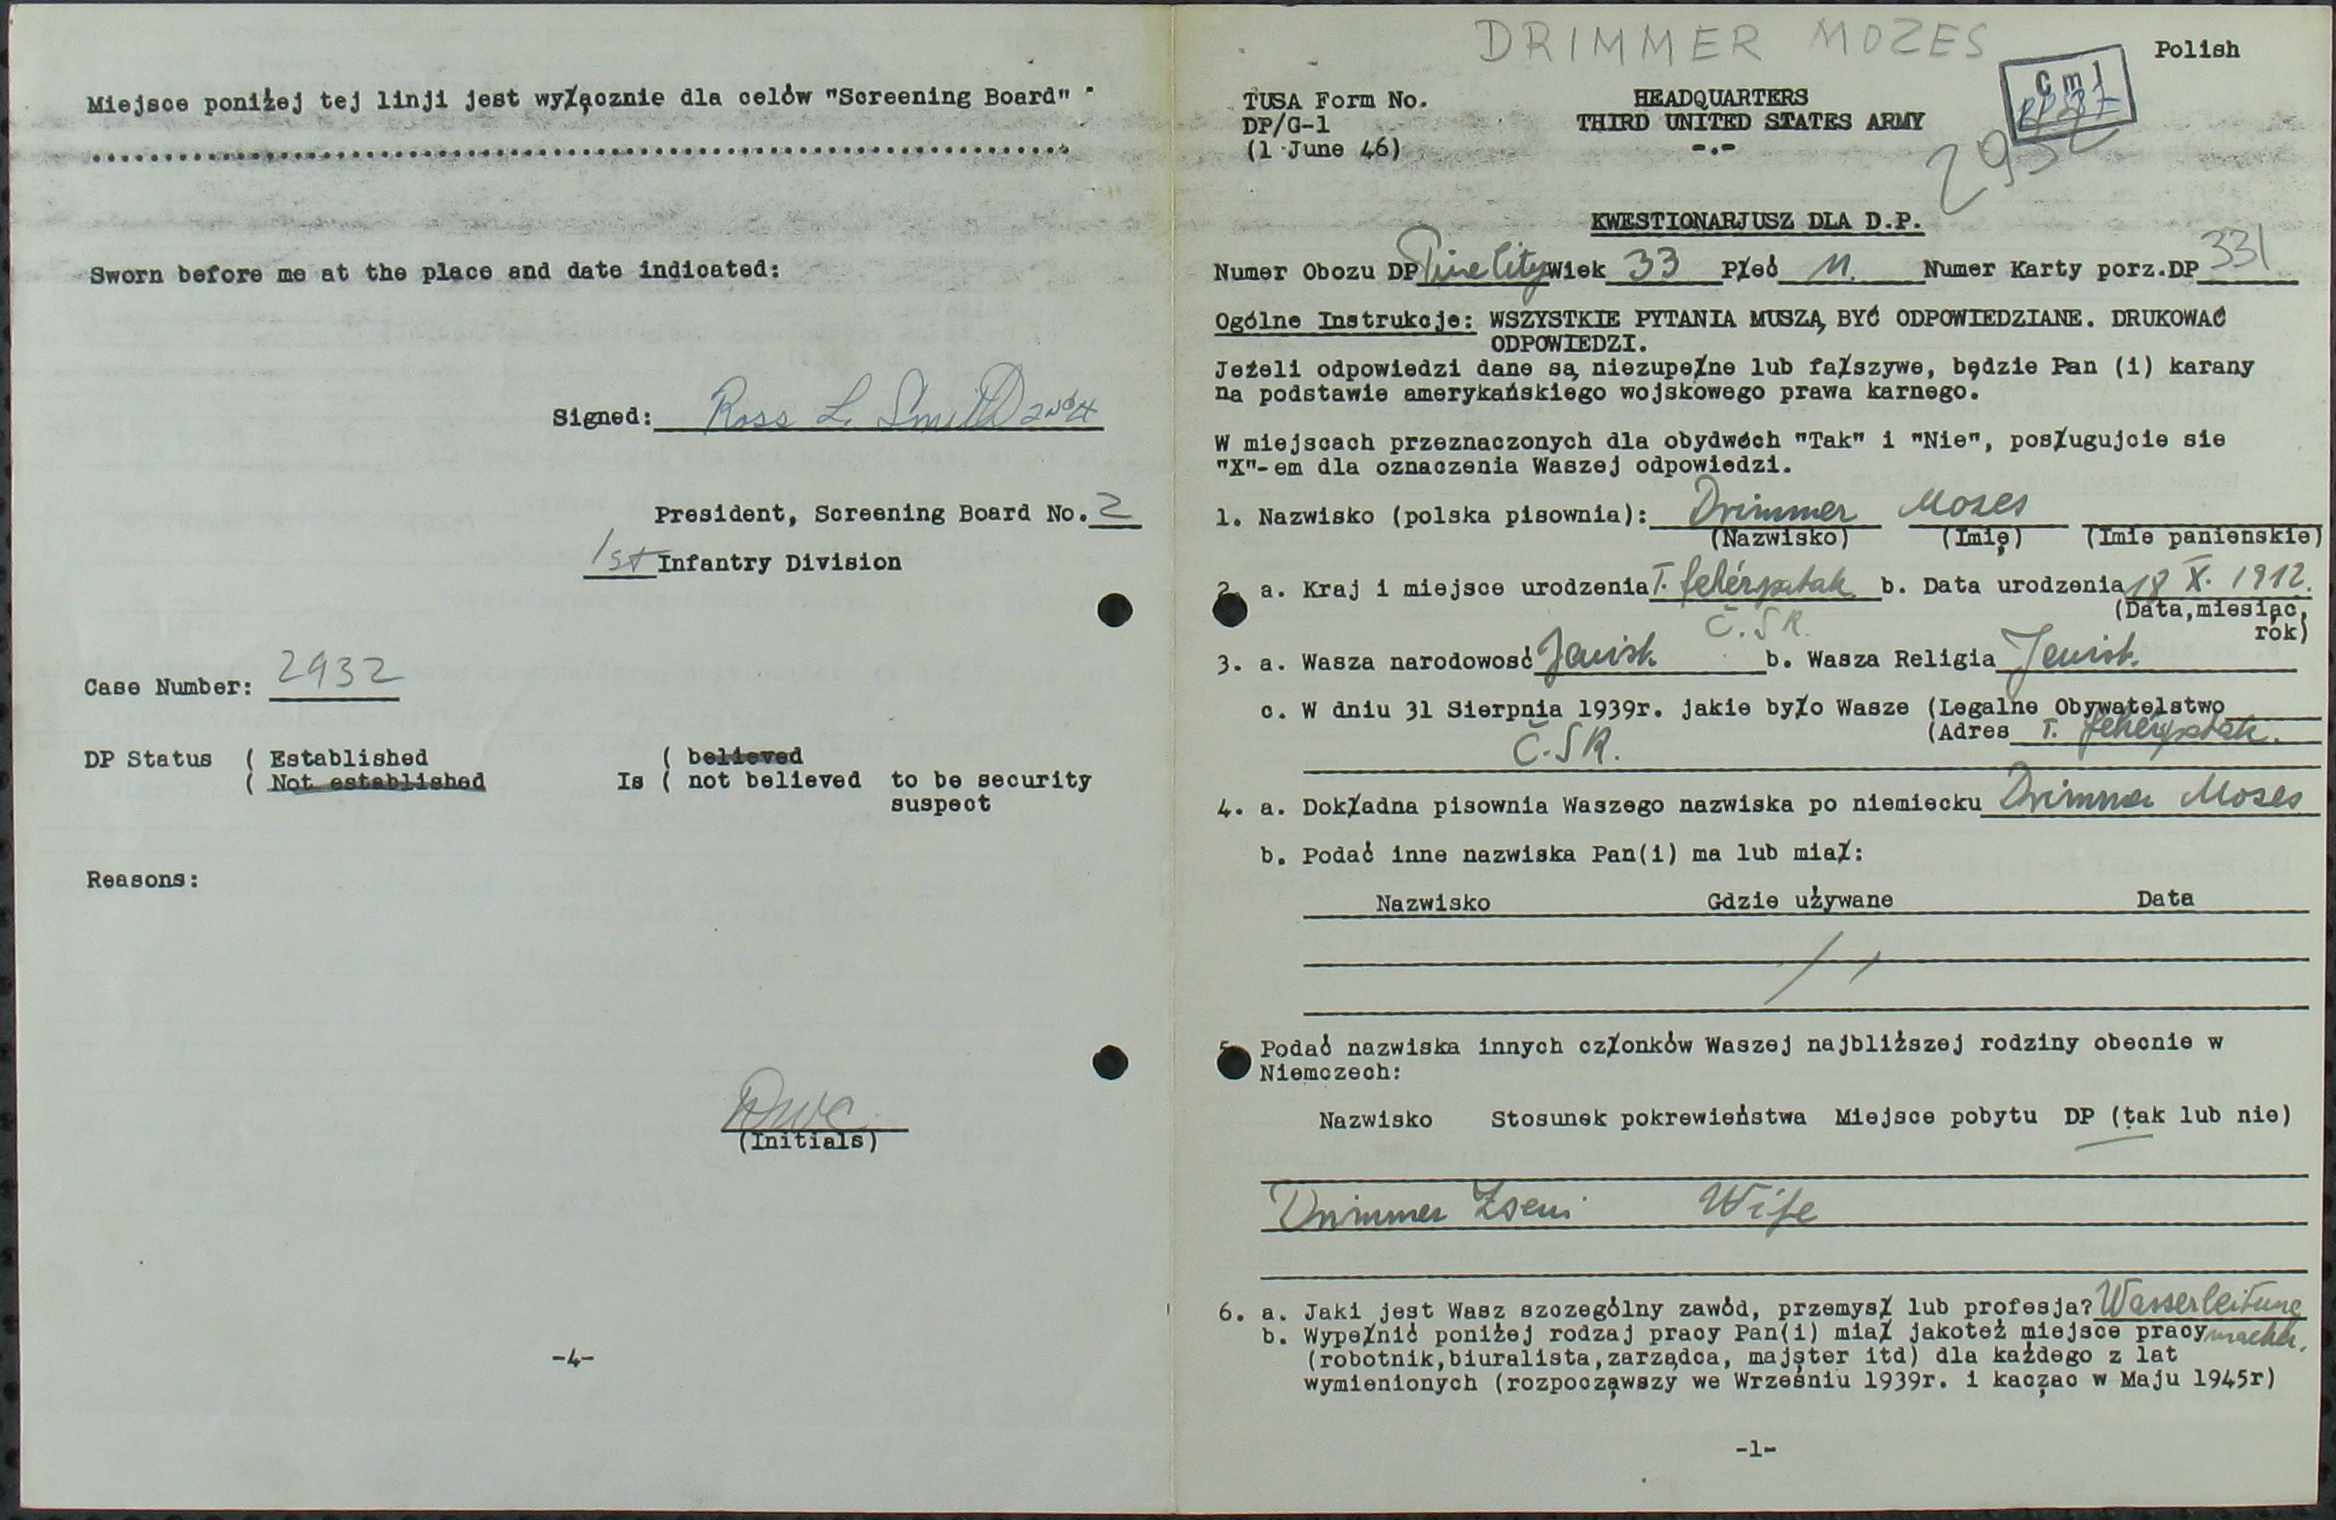 Miejsce poniżej tej linji jest wyłącznie dla celów "Screening Board"
Sworn before me at the place and date indicated:
Signed: Ross L. Smith
President, Screening Board No. 2
1st Infantry Division
Case Number: 2932
DP Status ( Established ( believed
( Not established Is ( not believed to be security
suspect
Reasons:
(Initials)
-4-
DRIMMER MOZES
Polish
TUSA Form No.
DP/G-1
(1 June 46)
HEADQUARTERS
THIRD UNITED STATES ARMY
-.-
Cml
2932
KWESTIONARJUSZ DLA D.P.
Numer Obozu DP Pine City Wiek 33 Płeć M. Numer Karty porz.DP 331
Ogólne Instrukcje: WSZYSTKIE PYTANIA MUSZĄ BYĆ ODPOWIEDZIANE. DRUKOWAĆ
ODPOWIEDZI.
Jeżeli odpowiedzi dane są niezupełne lub fałszywe, będzie Pan (i) karany
na podstawie amerykańskiego wojskowego prawa karnego.
W miejscach przeznaczonych dla obydwóch "Tak" i "Nie", posługujcie sie
"X"-em dla oznaczenia Waszej odpowiedzi.
1. Nazwisko (polska pisownia): Drimmer Moses
(Nazwisko) (Imię) (Imie panienskie)
2. a. Kraj i miejsce urodzenia T. fehérpatak b. Data urodzenia 18 X. 1912.
Č.S.R. (Data,miesiąc,
rok)
3. a. Wasza narodowość Jewish b. Wasza Religia Jewish
c. W dniu 31 Sierpnia 1939r. jakie było Wasze (Legalne Obywatelstwo
(Adres T. fehérpatak.
Č.S.R.
4. a. Dokładna pisownia Waszego nazwiska po niemiecku Drimmer Moses
b. Podać inne nazwiska Pan(i) ma lub miał:
Nazwisko Gdzie używane Data
5. Podać nazwiska innych członków Waszej najbliższej rodziny obecnie w
Niemczech:
Nazwisko Stosunek pokrewieństwa Miejsce pobytu DP (tak lub nie)
Drimmer Zseni Wife
6. a. Jaki jest Wasz szczególny zawód, przemysł lub profesja? Wasserleitung
b. Wypełnić poniżej rodzaj pracy Pan(i) miał jakoteż miejsce pracy macher.
(robotnik,biuralista,zarządca, majster itd) dla każdego z lat
wymienionych (rozpocząwszy we Wrześniu 1939r. i kacząc w Maju 1945r)
-1-